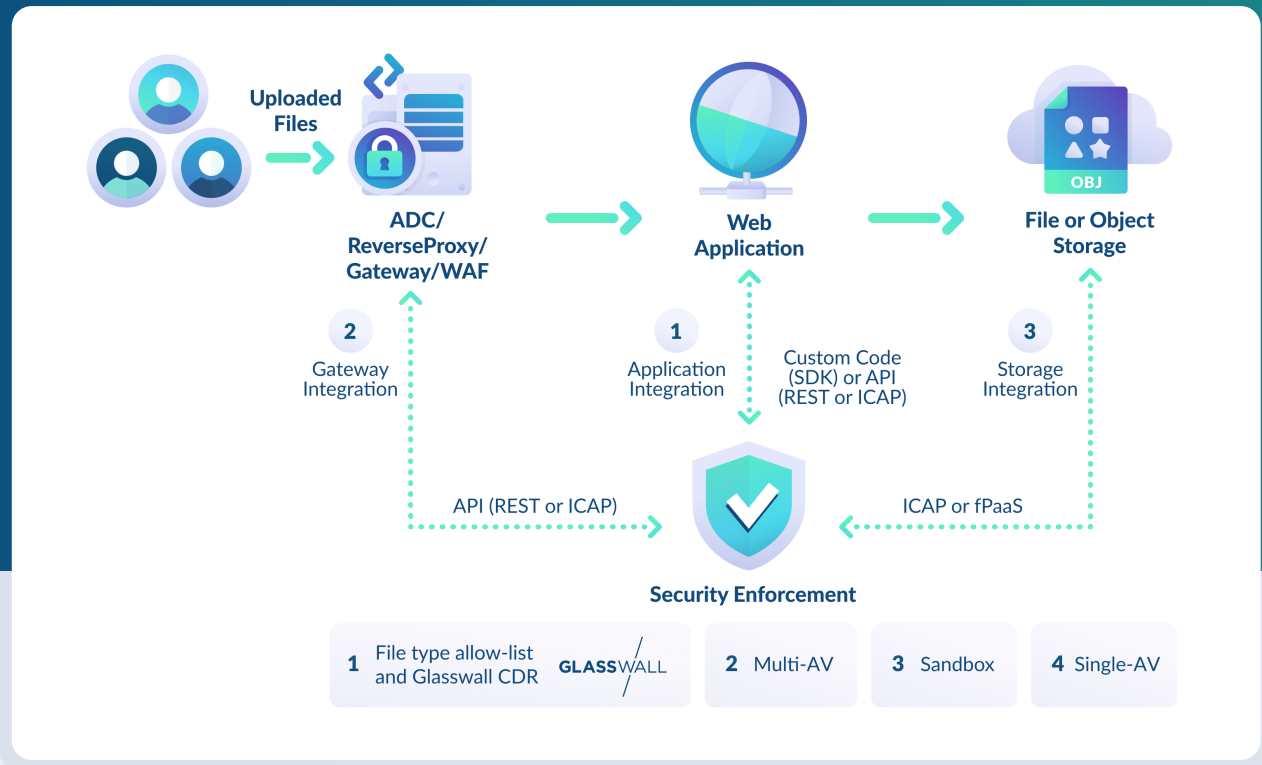 Uploaded
Files
ADC/
ReverseProxy/
Gateway/WAF
Web
Application
OBJ
File or Object
Storage
2
Gateway
Integration
1
Application
Integration
Custom Code
(SDK) or API
(REST or ICAP)
3
Storage
Integration
API (REST or ICAP)
ICAP or fPaaS
Security Enforcement
1
File type allow-list
and Glasswall CDR
GLASSWALL
2 Multi-AV
3 Sandbox
4 Single-AV